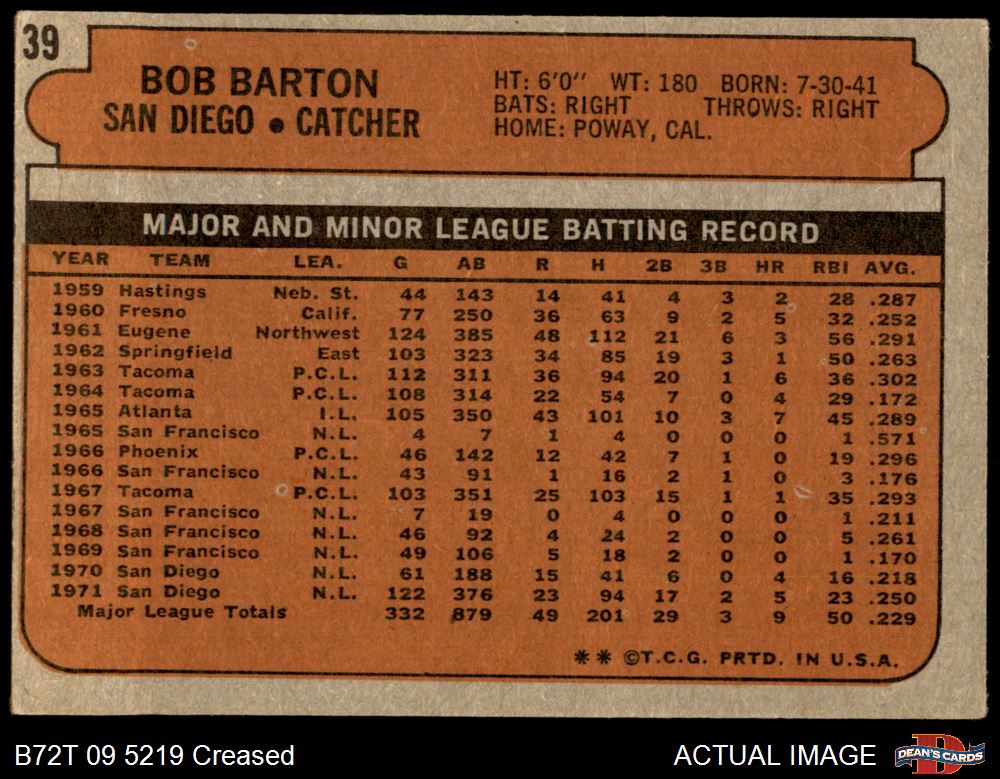 39
BOB BARTON
SAN DIEGO • CATCHER
HT: 6'0" WT: 180 BORN: 7-30-41
BATS: RIGHT THROWS: RIGHT
HOME: POWAY, CAL.
MAJOR AND MINOR LEAGUE BATTING RECORD
YEAR TEAM LEA. G AB R H 2B 3B HR RBI AVG.
1959 Hastings Neb. St. 44 143 14 41 4 3 2 28 .287
1960 Fresno Calif. 77 250 36 63 9 2 5 32 .252
1961 Eugene Northwest 124 385 48 112 21 6 3 56 .291
1962 Springfield East 103 323 34 85 19 3 1 50 .263
1963 Tacoma P.C.L. 112 311 36 94 20 1 6 36 .302
1964 Tacoma P.C.L. 108 314 22 54 7 0 4 29 .172
1965 Atlanta I.L. 105 350 43 101 10 3 7 45 .289
1965 San Francisco N.L. 4 7 1 4 0 0 0 1 .571
1966 Phoenix P.C.L. 46 142 12 42 7 1 0 19 .296
1966 San Francisco N.L. 43 91 1 16 2 1 0 3 .176
1967 Tacoma P.C.L. 103 351 25 103 15 1 1 35 .293
1967 San Francisco N.L. 7 19 0 4 0 0 0 1 .211
1968 San Francisco N.L. 46 92 4 24 2 0 0 5 .261
1969 San Francisco N.L. 49 106 5 18 2 0 0 1 .170
1970 San Diego N.L. 61 188 15 41 6 0 4 16 .218
1971 San Diego N.L. 122 376 23 94 17 2 5 23 .250
Major League Totals 332 879 49 201 29 3 9 50 .229
** ©T.C.G. PRTD. IN U.S.A.
B72T 09 5219 Creased
ACTUAL IMAGE
DEAN'S CARDS